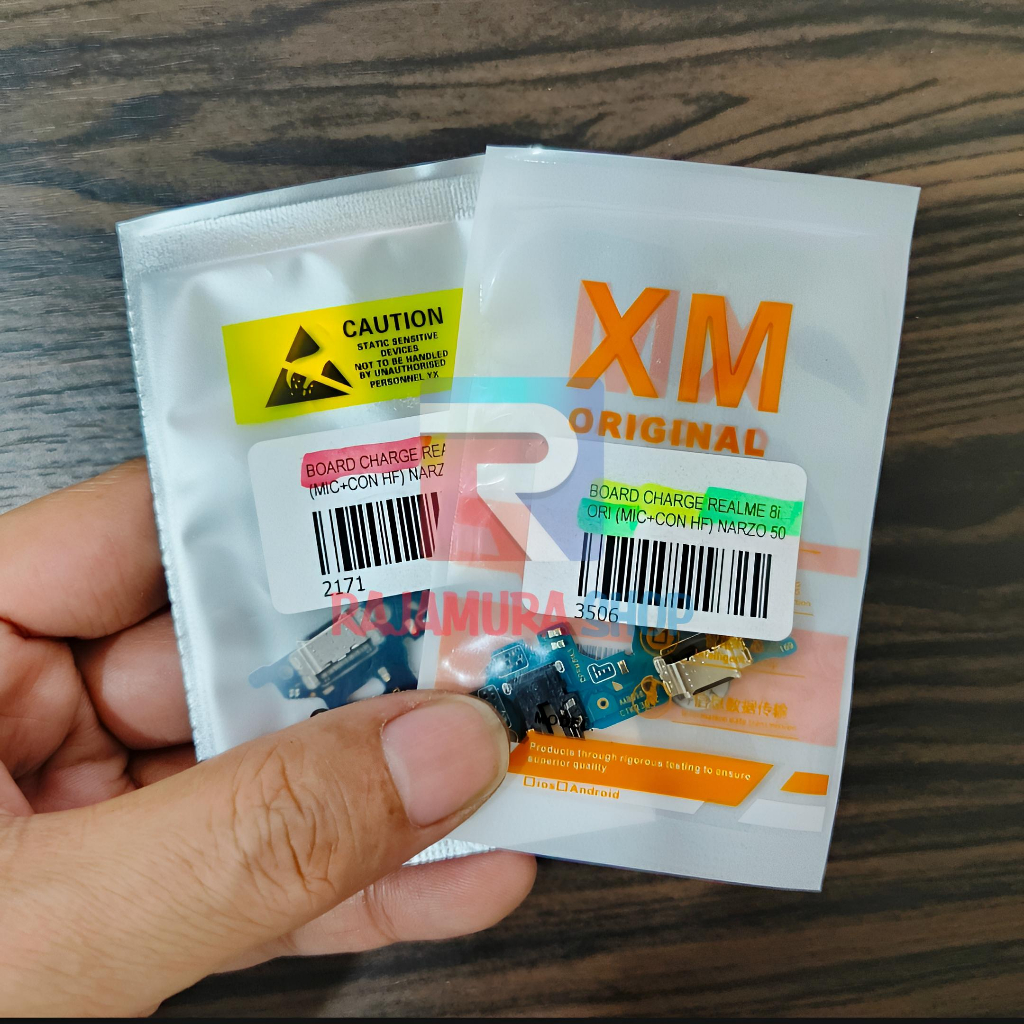 CAUTION
STATIC SENSITIVE
DEVICES
NOT TO BE HANDLED
BY UNAUTHORISED
PERSONNEL
BOARD CHARGE REA
(MIC+CON HF) NARZ
2171
XM
ORIGINAL
BOARD CHARGE REALME 8i
ORI (MIC+CON HF) NARZO 50
3506
R
RAJAMURA SHOP
Products through rigorous testing to ensure
superior quality
ios Android